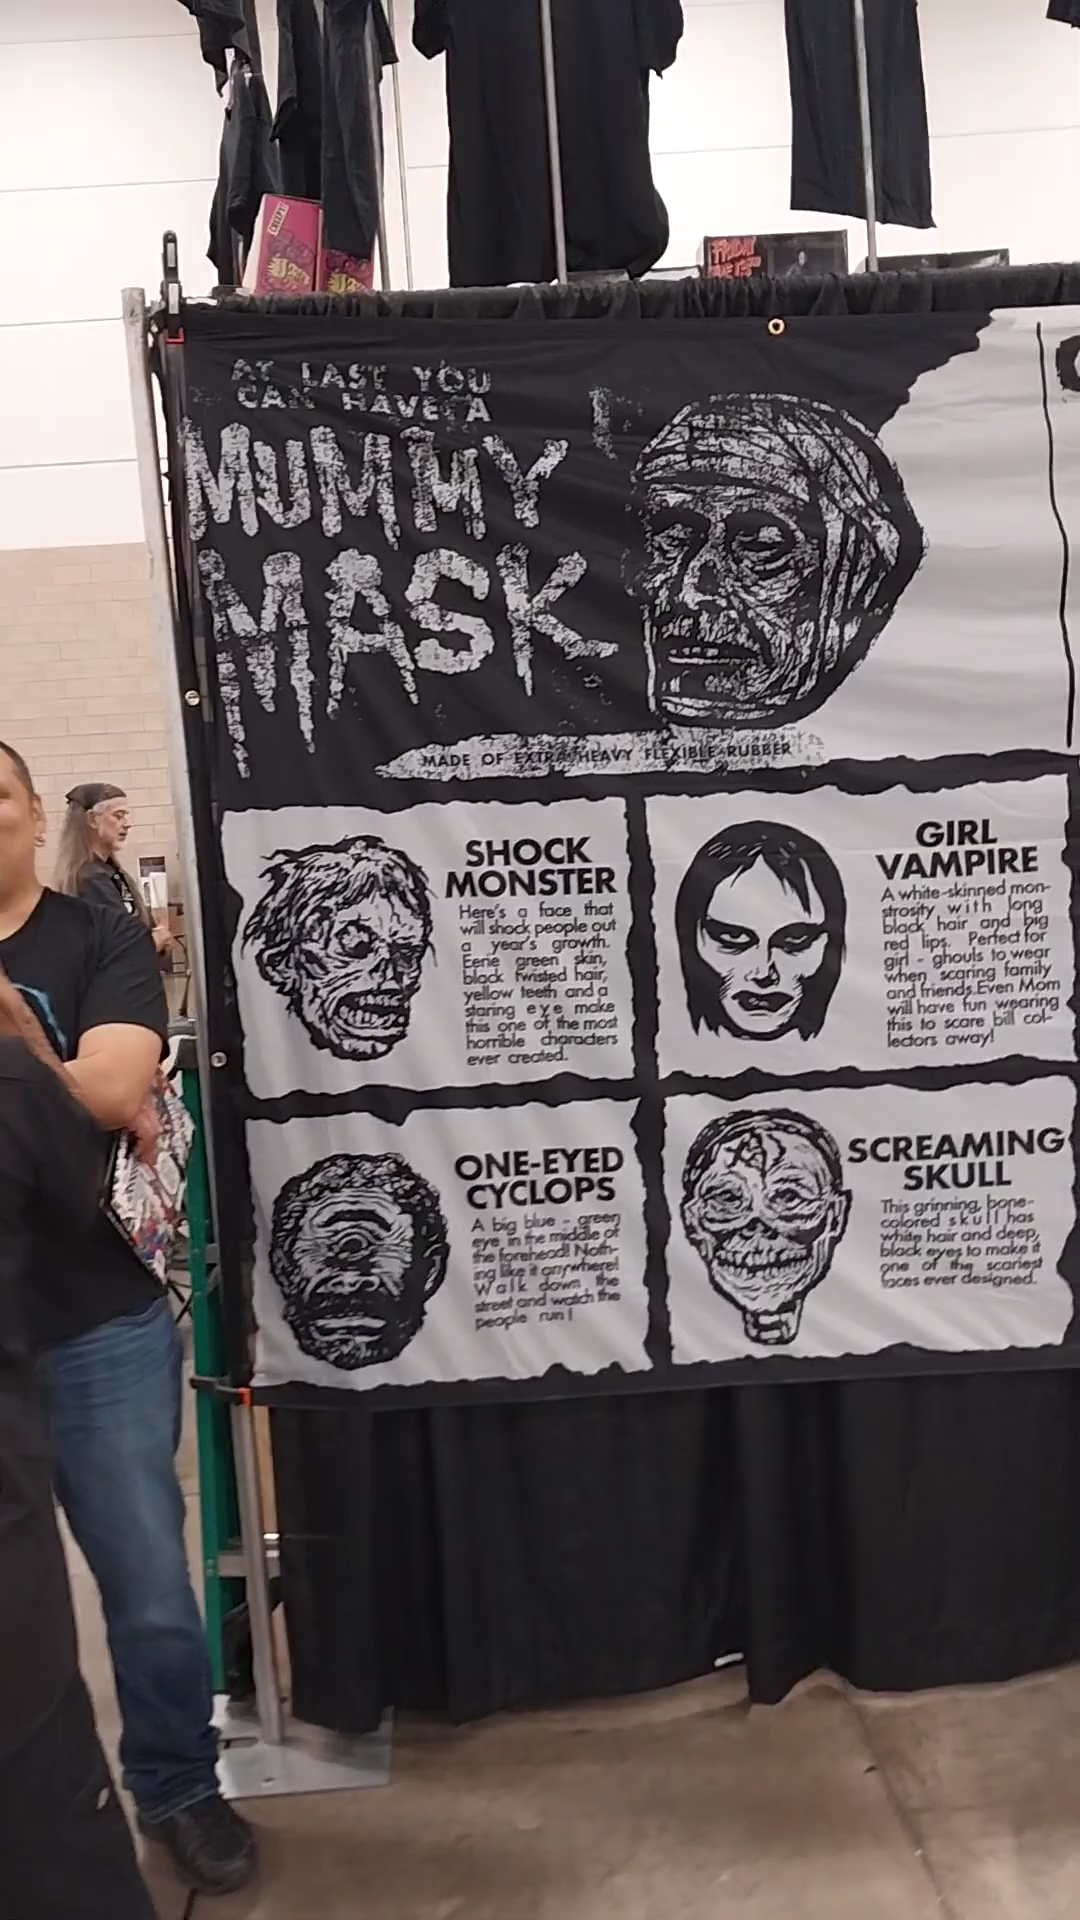 CREEPY
FRIDAY
THE 13TH
AT LAST YOU
CAN HAVE A
MUMMY
MASK
MADE OF EXTRA HEAVY FLEXIBLE RUBBER
SHOCK
MONSTER
Here's a face that
will shock people out
a year's growth.
Eerie green skin,
black twisted hair,
yellow teeth and a
staring eye make
this one of the most
horrible characters
ever created.
GIRL
VAMPIRE
A white-skinned mon-
strosity with long
black hair and big
red lips. Perfect for
girl - ghouls to wear
when scaring family
and friends. Even Mom
will have fun wearing
this to scare bill col-
lectors away!
ONE-EYED
CYCLOPS
A big blue - green
eye in the middle of
the forehead! Noth-
ing like it anywhere!
Walk down the
street and watch the
people run!
SCREAMING
SKULL
This grinning, bone-
colored skull has
white hair and deep,
black eyes to make it
one of the scariest
faces ever designed.